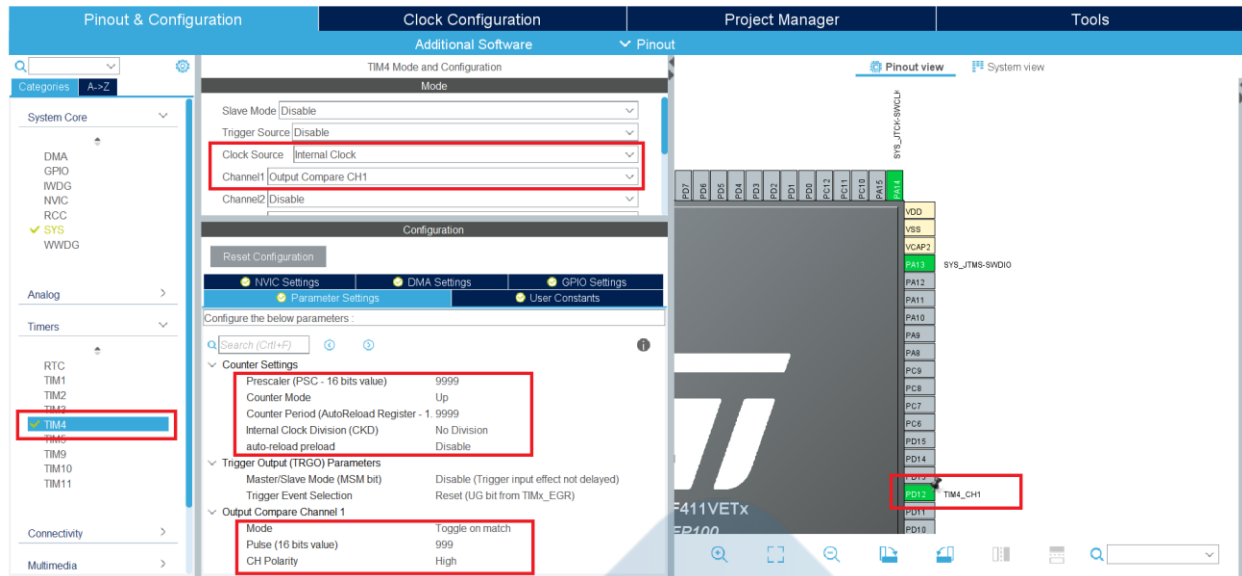 Pinout & Configuration
Clock Configuration
Project Manager
Tools
Additional Software
Pinout
Categories
A->Z
System Core
DMA
GPIO
IWDG
NVIC
RCC
SYS
WWDG
Analog
Timers
RTC
TIM1
TIM2
TIM3
TIM4
TIM5
TIM9
TIM10
TIM11
Connectivity
Multimedia
TIM4 Mode and Configuration
Mode
Slave Mode Disable
Trigger Source Disable
Clock Source Internal Clock
Channel1 Output Compare CH1
Channel2 Disable
Configuration
Reset Configuration
NVIC Settings
DMA Settings
GPIO Settings
Parameter Settings
User Constants
Configure the below parameters :
Search (Crtl+F)
Counter Settings
Prescaler (PSC - 16 bits value) 9999
Counter Mode Up
Counter Period (AutoReload Register - 1. 9999
Internal Clock Division (CKD) No Division
auto-reload preload Disable
Trigger Output (TRGO) Parameters
Master/Slave Mode (MSM bit) Disable (Trigger input effect not delayed)
Trigger Event Selection Reset (UG bit from TIMx_EGR)
Output Compare Channel 1
Mode Toggle on match
Pulse (16 bits value) 999
CH Polarity High
Pinout view
System view
SYS_JTCK-SWCLK
PD7
PD6
PD5
PD4
PD3
PD2
PD1
PD0
PC12
PC11
PC10
PA15
PA14
VDD
VSS
VCAP2
PA13 SYS_JTMS-SWDIO
PA12
PA11
PA10
PA9
PA8
PC9
PC8
PC7
PC6
PD15
PD14
PD13
PD12 TIM4_CH1
PD11
PD10
F411VETx